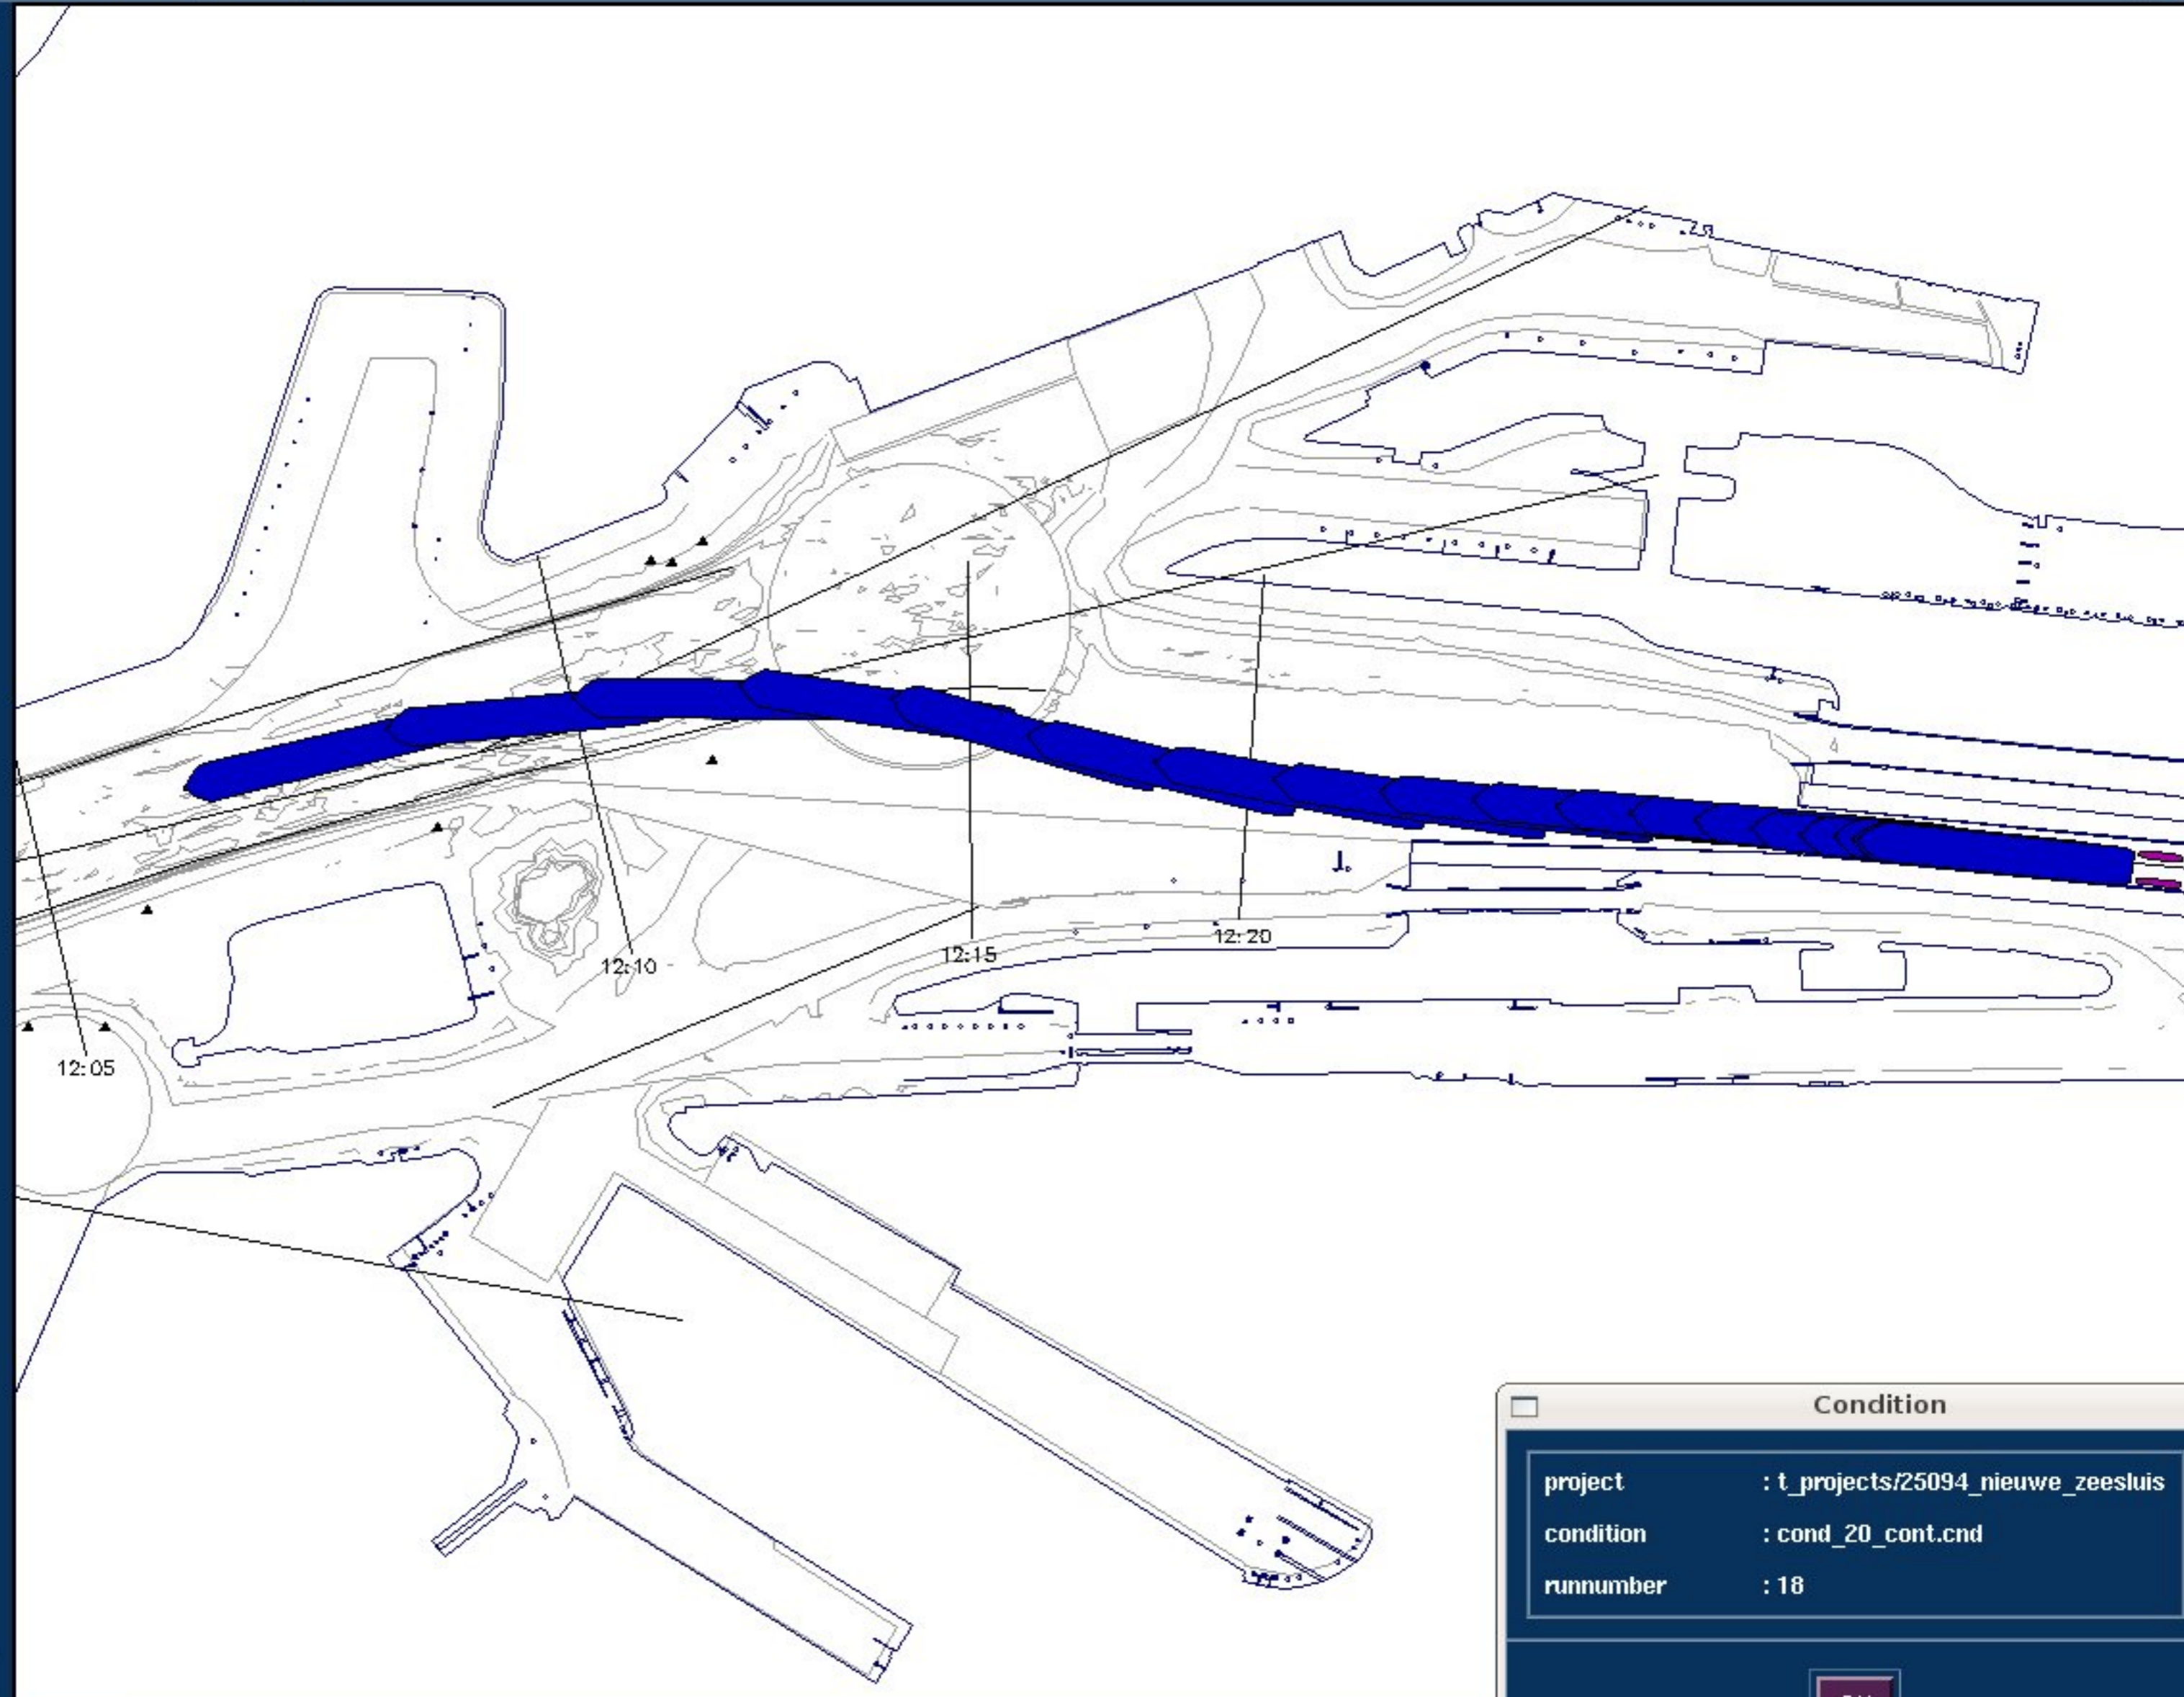 12:10
12:15
12:20
12:05
Condition
project : t_projects/25094_nieuwe_zeesluis
condition : cond_20_cont.cnd
runnumber : 18